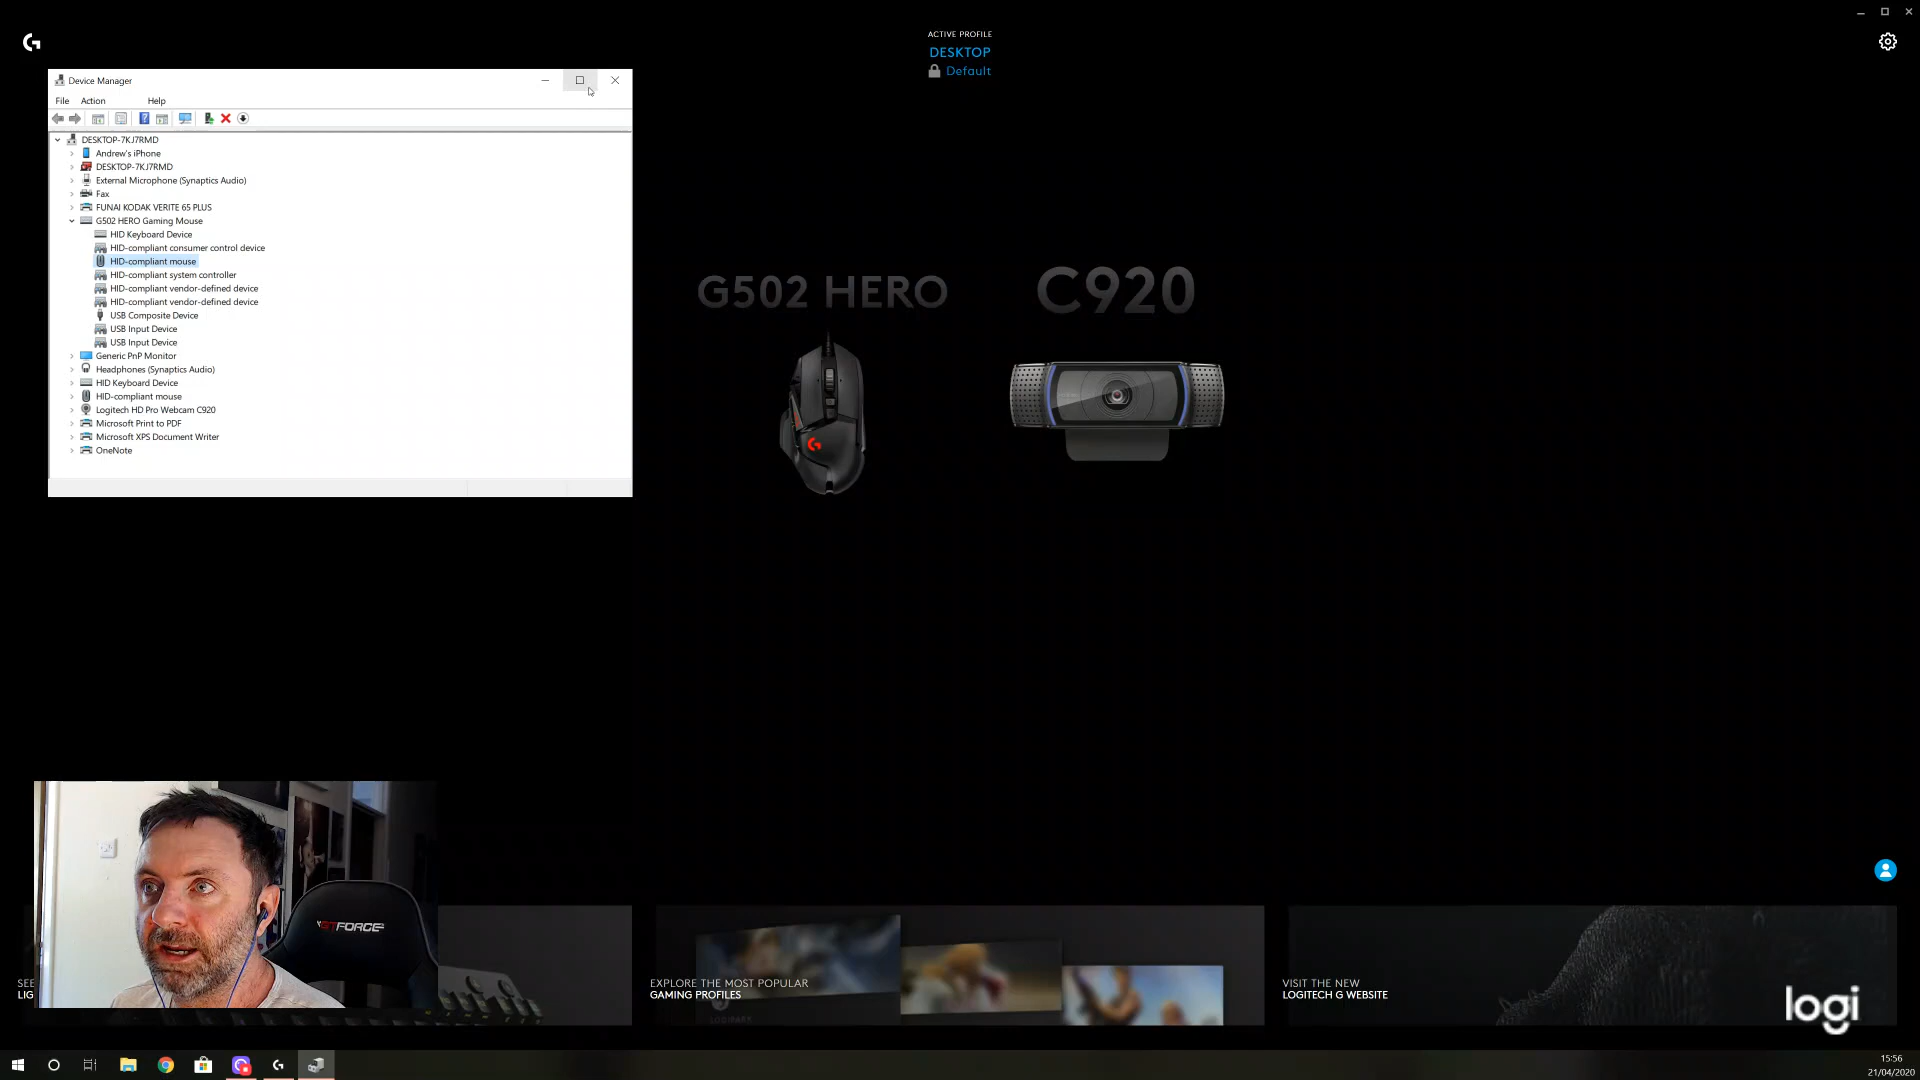 ACTIVE PROFILE
DESKTOP
Default
Device Manager
File Action Help
DESKTOP-7KJ7RMD
Andrew's iPhone
DESKTOP-7KJ7RMD
External Microphone (Synaptics Audio)
Fax
FUNAI KODAK VERITE 65 PLUS
G502 HERO Gaming Mouse
HID Keyboard Device
HID-compliant consumer control device
HID-compliant mouse
HID-compliant system controller
HID-compliant vendor-defined device
HID-compliant vendor-defined device
USB Composite Device
USB Input Device
USB Input Device
Generic PnP Monitor
Headphones (Synaptics Audio)
HID Keyboard Device
HID-compliant mouse
Logitech HD Pro Webcam C920
Microsoft Print to PDF
Microsoft XPS Document Writer
OneNote
G502 HERO
C920
GTFORCE
SEE
LIG
EXPLORE THE MOST POPULAR
GAMING PROFILES
VISIT THE NEW
LOGITECH G WEBSITE
logi
15:56
21/04/2020